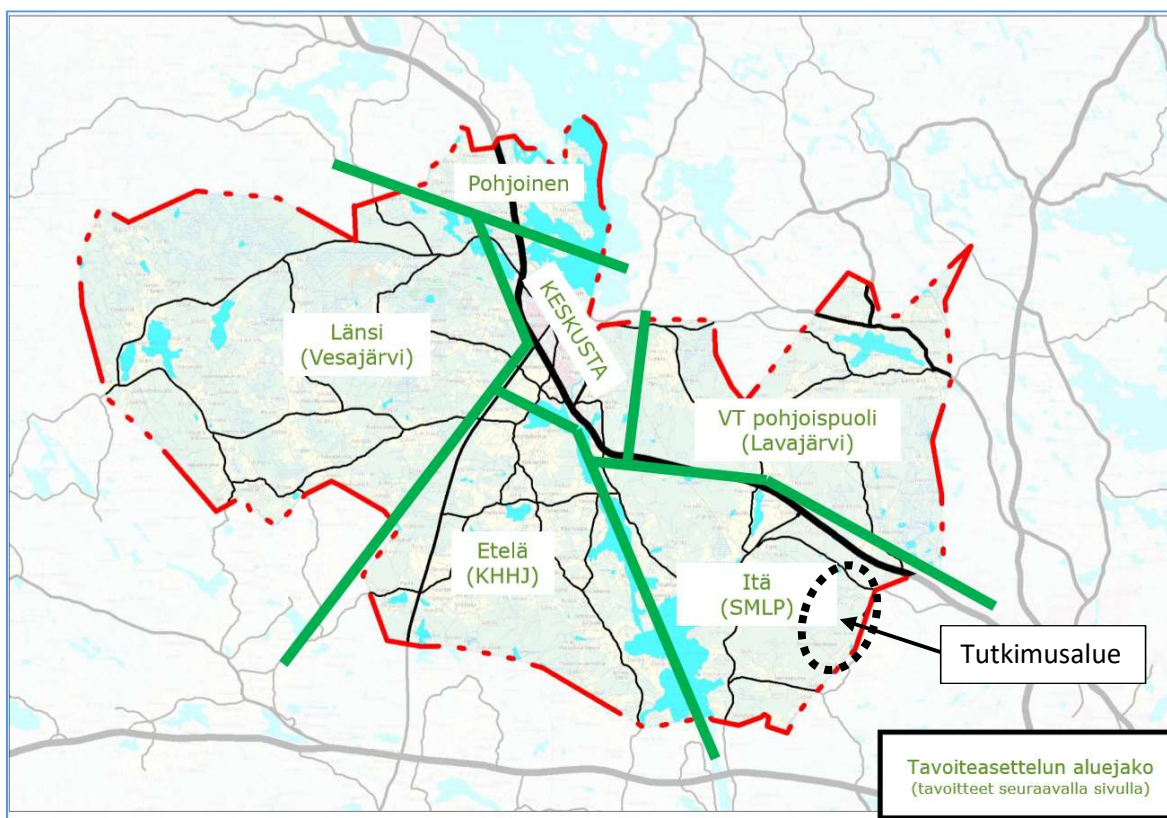 Pohjoinen
KESKUSTA
Länsi
(Vesajärvi)
VT pohjoispuoli
(Lavajärvi)
Etelä
(KHHJ)
Itä
(SMLP)
Tutkimusalue
Tavoiteasettelun aluejako
(tavoitteet seuraavalla sivulla)